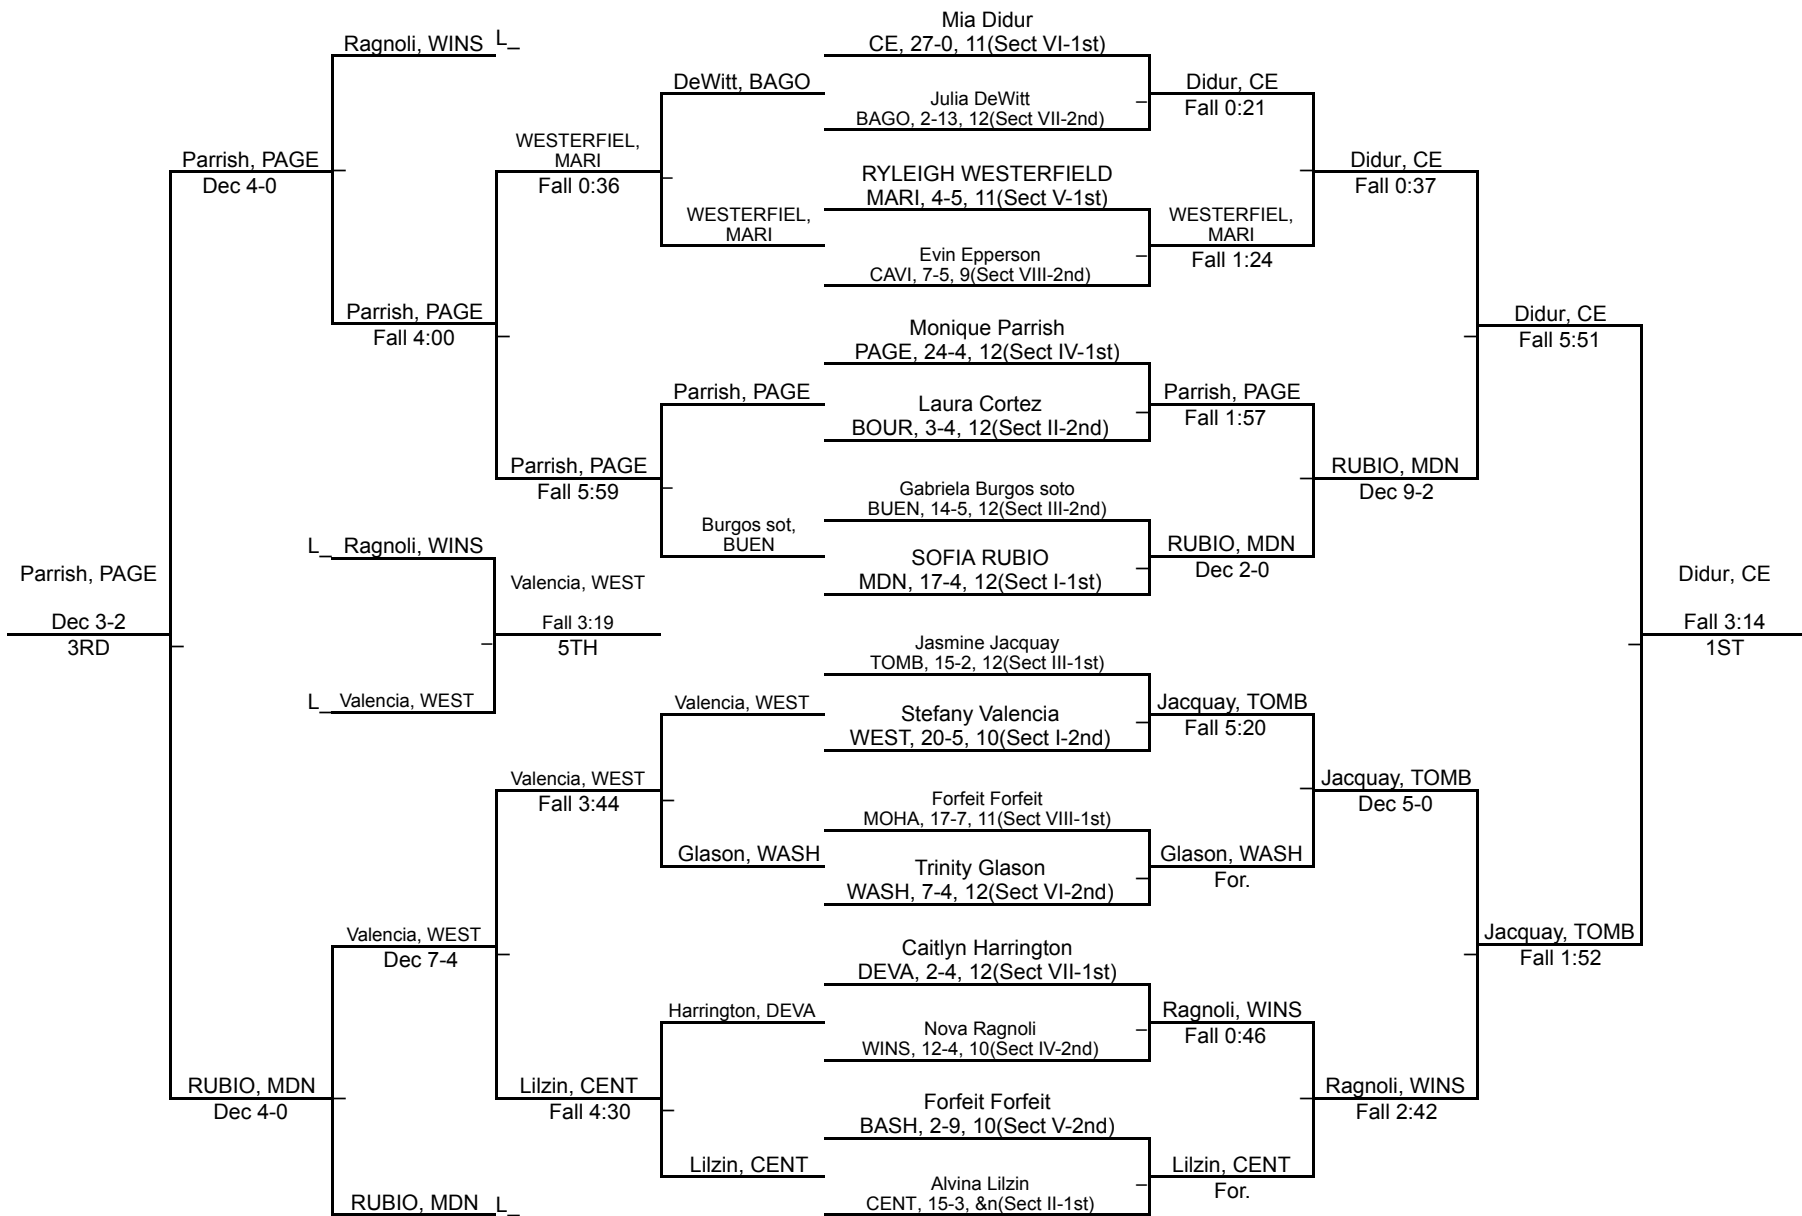 Ragnoli, WINS L_
Parrish, PAGE
Dec 4-0
Parrish, PAGE
Fall 4:00
WESTERFIEL,
MARI
Fall 0:36
Parrish, PAGE
Fall 5:59
DeWitt, BAGO
WESTERFIEL,
MARI
Parrish, PAGE
Burgos sot,
BUEN
L_ Ragnoli, WINS
L_ Valencia, WEST
Valencia, WEST
Fall 3:19
5TH
Parrish, PAGE
Dec 3-2
3RD
Valencia, WEST
Glason, WASH
Valencia, WEST
Fall 3:44
Valencia, WEST
Dec 7-4
Harrington, DEVA
Lilzin, CENT
Lilzin, CENT
Fall 4:30
RUBIO, MDN
Dec 4-0
RUBIO, MDN L_
Mia Didur
CE, 27-0, 11(Sect VI-1st)
Julia DeWitt
BAGO, 2-13, 12(Sect VII-2nd)
RYLEIGH WESTERFIELD
MARI, 4-5, 11(Sect V-1st)
Evin Epperson
CAVI, 7-5, 9(Sect VIII-2nd)
Monique Parrish
PAGE, 24-4, 12(Sect IV-1st)
Laura Cortez
BOUR, 3-4, 12(Sect II-2nd)
Gabriela Burgos soto
BUEN, 14-5, 12(Sect III-2nd)
SOFIA RUBIO
MDN, 17-4, 12(Sect I-1st)
Jasmine Jacquay
TOMB, 15-2, 12(Sect III-1st)
Stefany Valencia
WEST, 20-5, 10(Sect I-2nd)
Forfeit Forfeit
MOHA, 17-7, 11(Sect VIII-1st)
Trinity Glason
WASH, 7-4, 12(Sect VI-2nd)
Caitlyn Harrington
DEVA, 2-4, 12(Sect VII-1st)
Nova Ragnoli
WINS, 12-4, 10(Sect IV-2nd)
Forfeit Forfeit
BASH, 2-9, 10(Sect V-2nd)
Alvina Lilzin
CENT, 15-3, &n(Sect II-1st)
Didur, CE
Fall 0:21
WESTERFIEL,
MARI
Fall 1:24
Parrish, PAGE
Fall 1:57
RUBIO, MDN
Dec 2-0
Jacquay, TOMB
Fall 5:20
Glason, WASH
For.
Ragnoli, WINS
Fall 0:46
Lilzin, CENT
For.
Didur, CE
Fall 0:37
RUBIO, MDN
Dec 9-2
Jacquay, TOMB
Dec 5-0
Ragnoli, WINS
Fall 2:42
Didur, CE
Fall 5:51
Jacquay, TOMB
Fall 1:52
Didur, CE
Fall 3:14
1ST